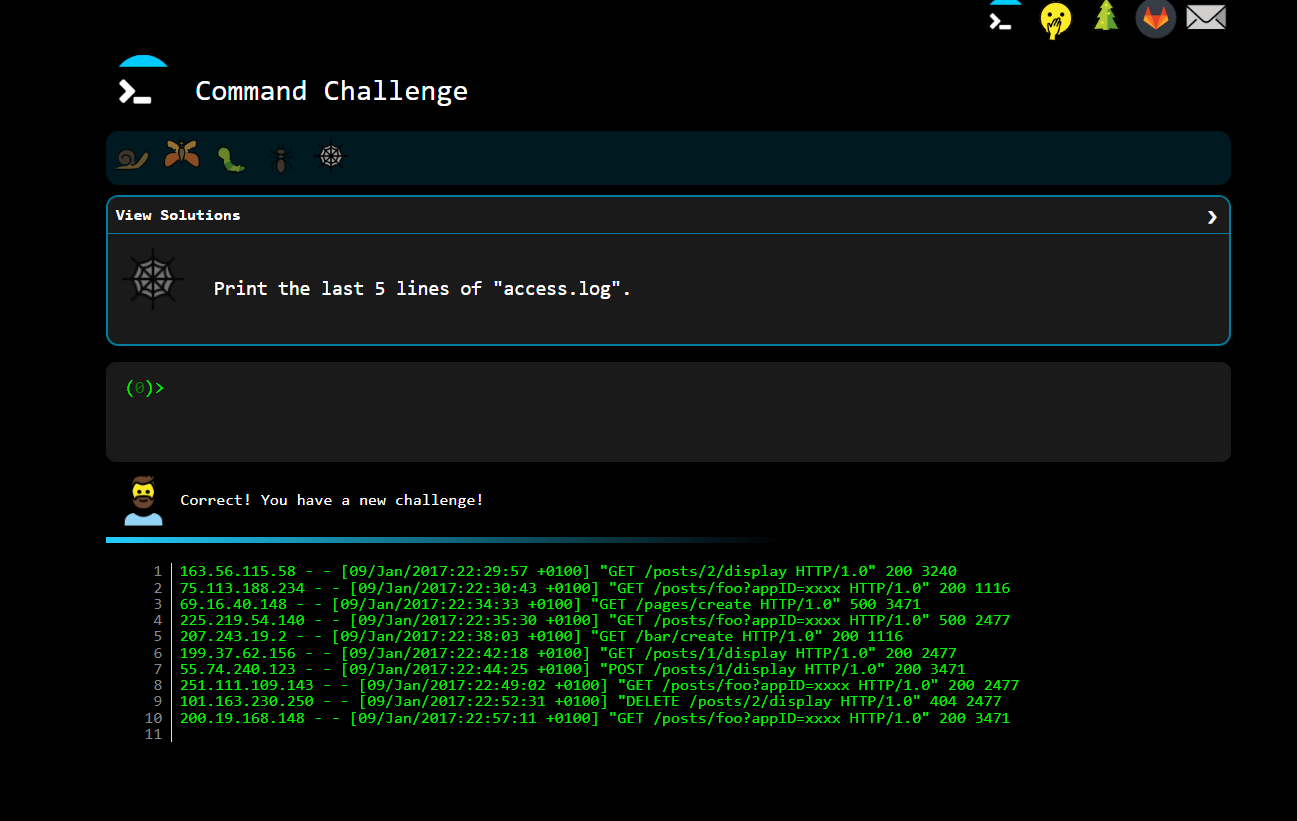 Command Challenge
View Solutions
Print the last 5 lines of "access.log".
(0)>
Correct! You have a new challenge!
1 163.56.115.58 - - [09/Jan/2017:22:29:57 +0100] "GET /posts/2/display HTTP/1.0" 200 3240
2 75.113.188.234 - - [09/Jan/2017:22:30:43 +0100] "GET /posts/foo?appID=xxxx HTTP/1.0" 200 1116
3 69.16.40.148 - - [09/Jan/2017:22:34:33 +0100] "GET /pages/create HTTP/1.0" 500 3471
4 225.219.54.140 - - [09/Jan/2017:22:35:30 +0100] "GET /posts/foo?appID=xxxx HTTP/1.0" 500 2477
5 207.243.19.2 - - [09/Jan/2017:22:38:03 +0100] "GET /bar/create HTTP/1.0" 200 1116
6 199.37.62.156 - - [09/Jan/2017:22:42:18 +0100] "GET /posts/1/display HTTP/1.0" 200 2477
7 55.74.240.123 - - [09/Jan/2017:22:44:25 +0100] "POST /posts/1/display HTTP/1.0" 200 3471
8 251.111.109.143 - - [09/Jan/2017:22:49:02 +0100] "GET /posts/foo?appID=xxxx HTTP/1.0" 200 2477
9 101.163.230.250 - - [09/Jan/2017:22:52:31 +0100] "DELETE /posts/2/display HTTP/1.0" 404 2477
10 200.19.168.148 - - [09/Jan/2017:22:57:11 +0100] "GET /posts/foo?appID=xxxx HTTP/1.0" 200 3471
11